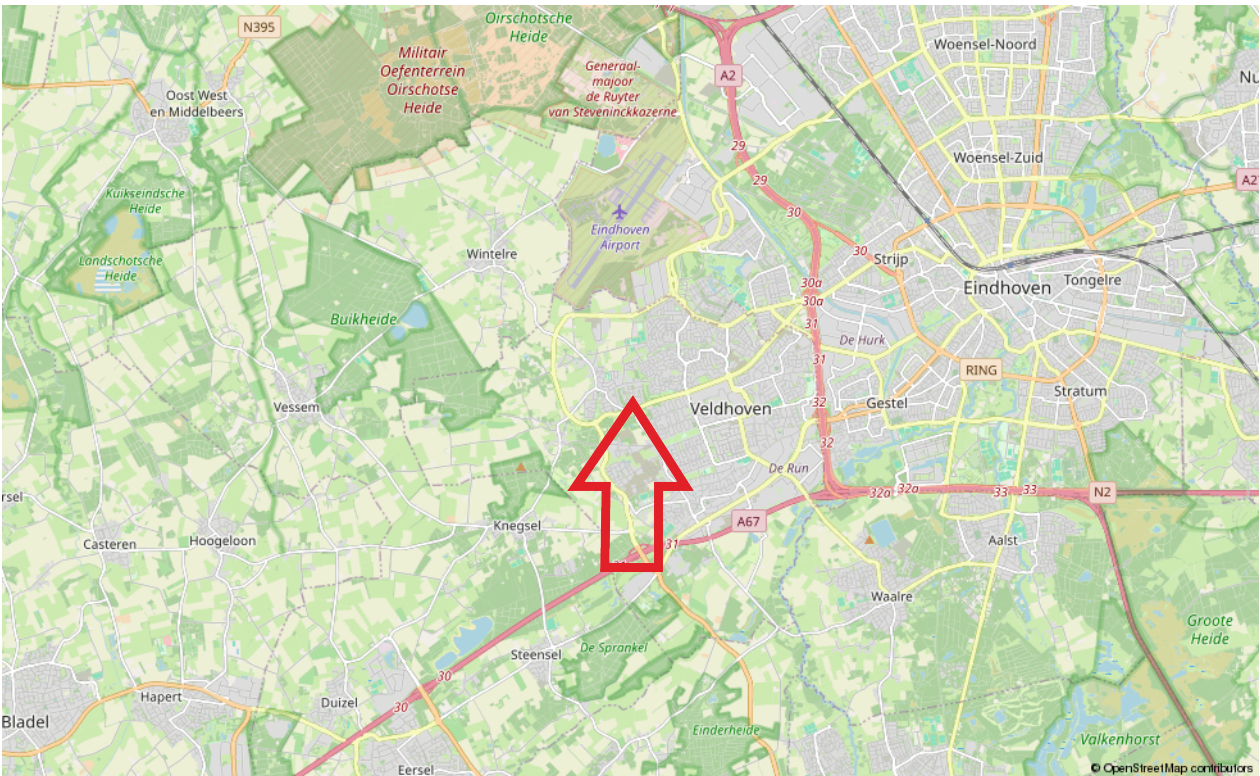 Oirschotsche
Heide
N395
Woensel-Noord
Militair
Oefenterrein
Oirschotse
Heide
Generaal-
majoor
de Ruyter
van Steveninckkazerne
A2
Nu
Oost West
en Middelbeers
29
Woensel-Zuid
29
A2
Kuikseindsche
Heide
30
Eindhoven
Airport
30
Strijp
Wintelre
Landschotsche
Heide
30a
Eindhoven
Tongelre
30a
Buikheide
31
De Hurk
31
RING
Stratum
Vessem
32
Gestel
Veldhoven
32
De Run
32a
32a
33
33
N2
rsel
Knegsel
A67
Casteren
Hoogeloon
31
Aalst
Waalre
Groote
Heide
Steensel
De Sprankel
30
Hapert
Duizel
30
Bladel
Einderheide
Valkenhorst
Eersel
© OpenStreetMap contributors